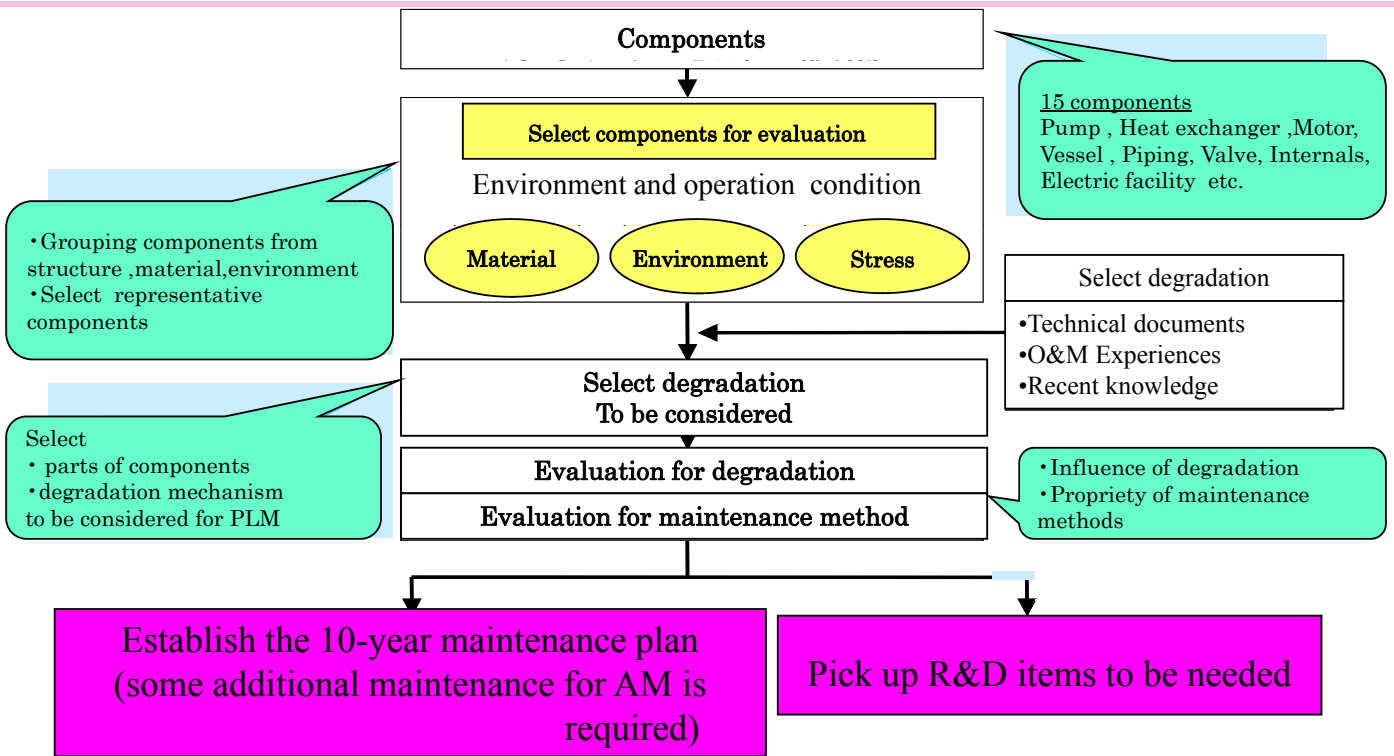 Components
15 components
Pump , Heat exchanger ,Motor,
Vessel , Piping, Valve, Internals,
Electric facility etc.
Select components for evaluation
Environment and operation condition
Material
Environment
Stress
・Grouping components from
structure ,material,environment
・Select representative
components
Select degradation
•Technical documents
•O&M Experiences
•Recent knowledge
Select degradation
To be considered
Select
・ parts of components
・degradation mechanism
to be considered for PLM
Evaluation for degradation
Evaluation for maintenance method
・Influence of degradation
・Propriety of maintenance
methods
Establish the 10-year maintenance plan
(some additional maintenance for AM is
required)
Pick up R&D items to be needed